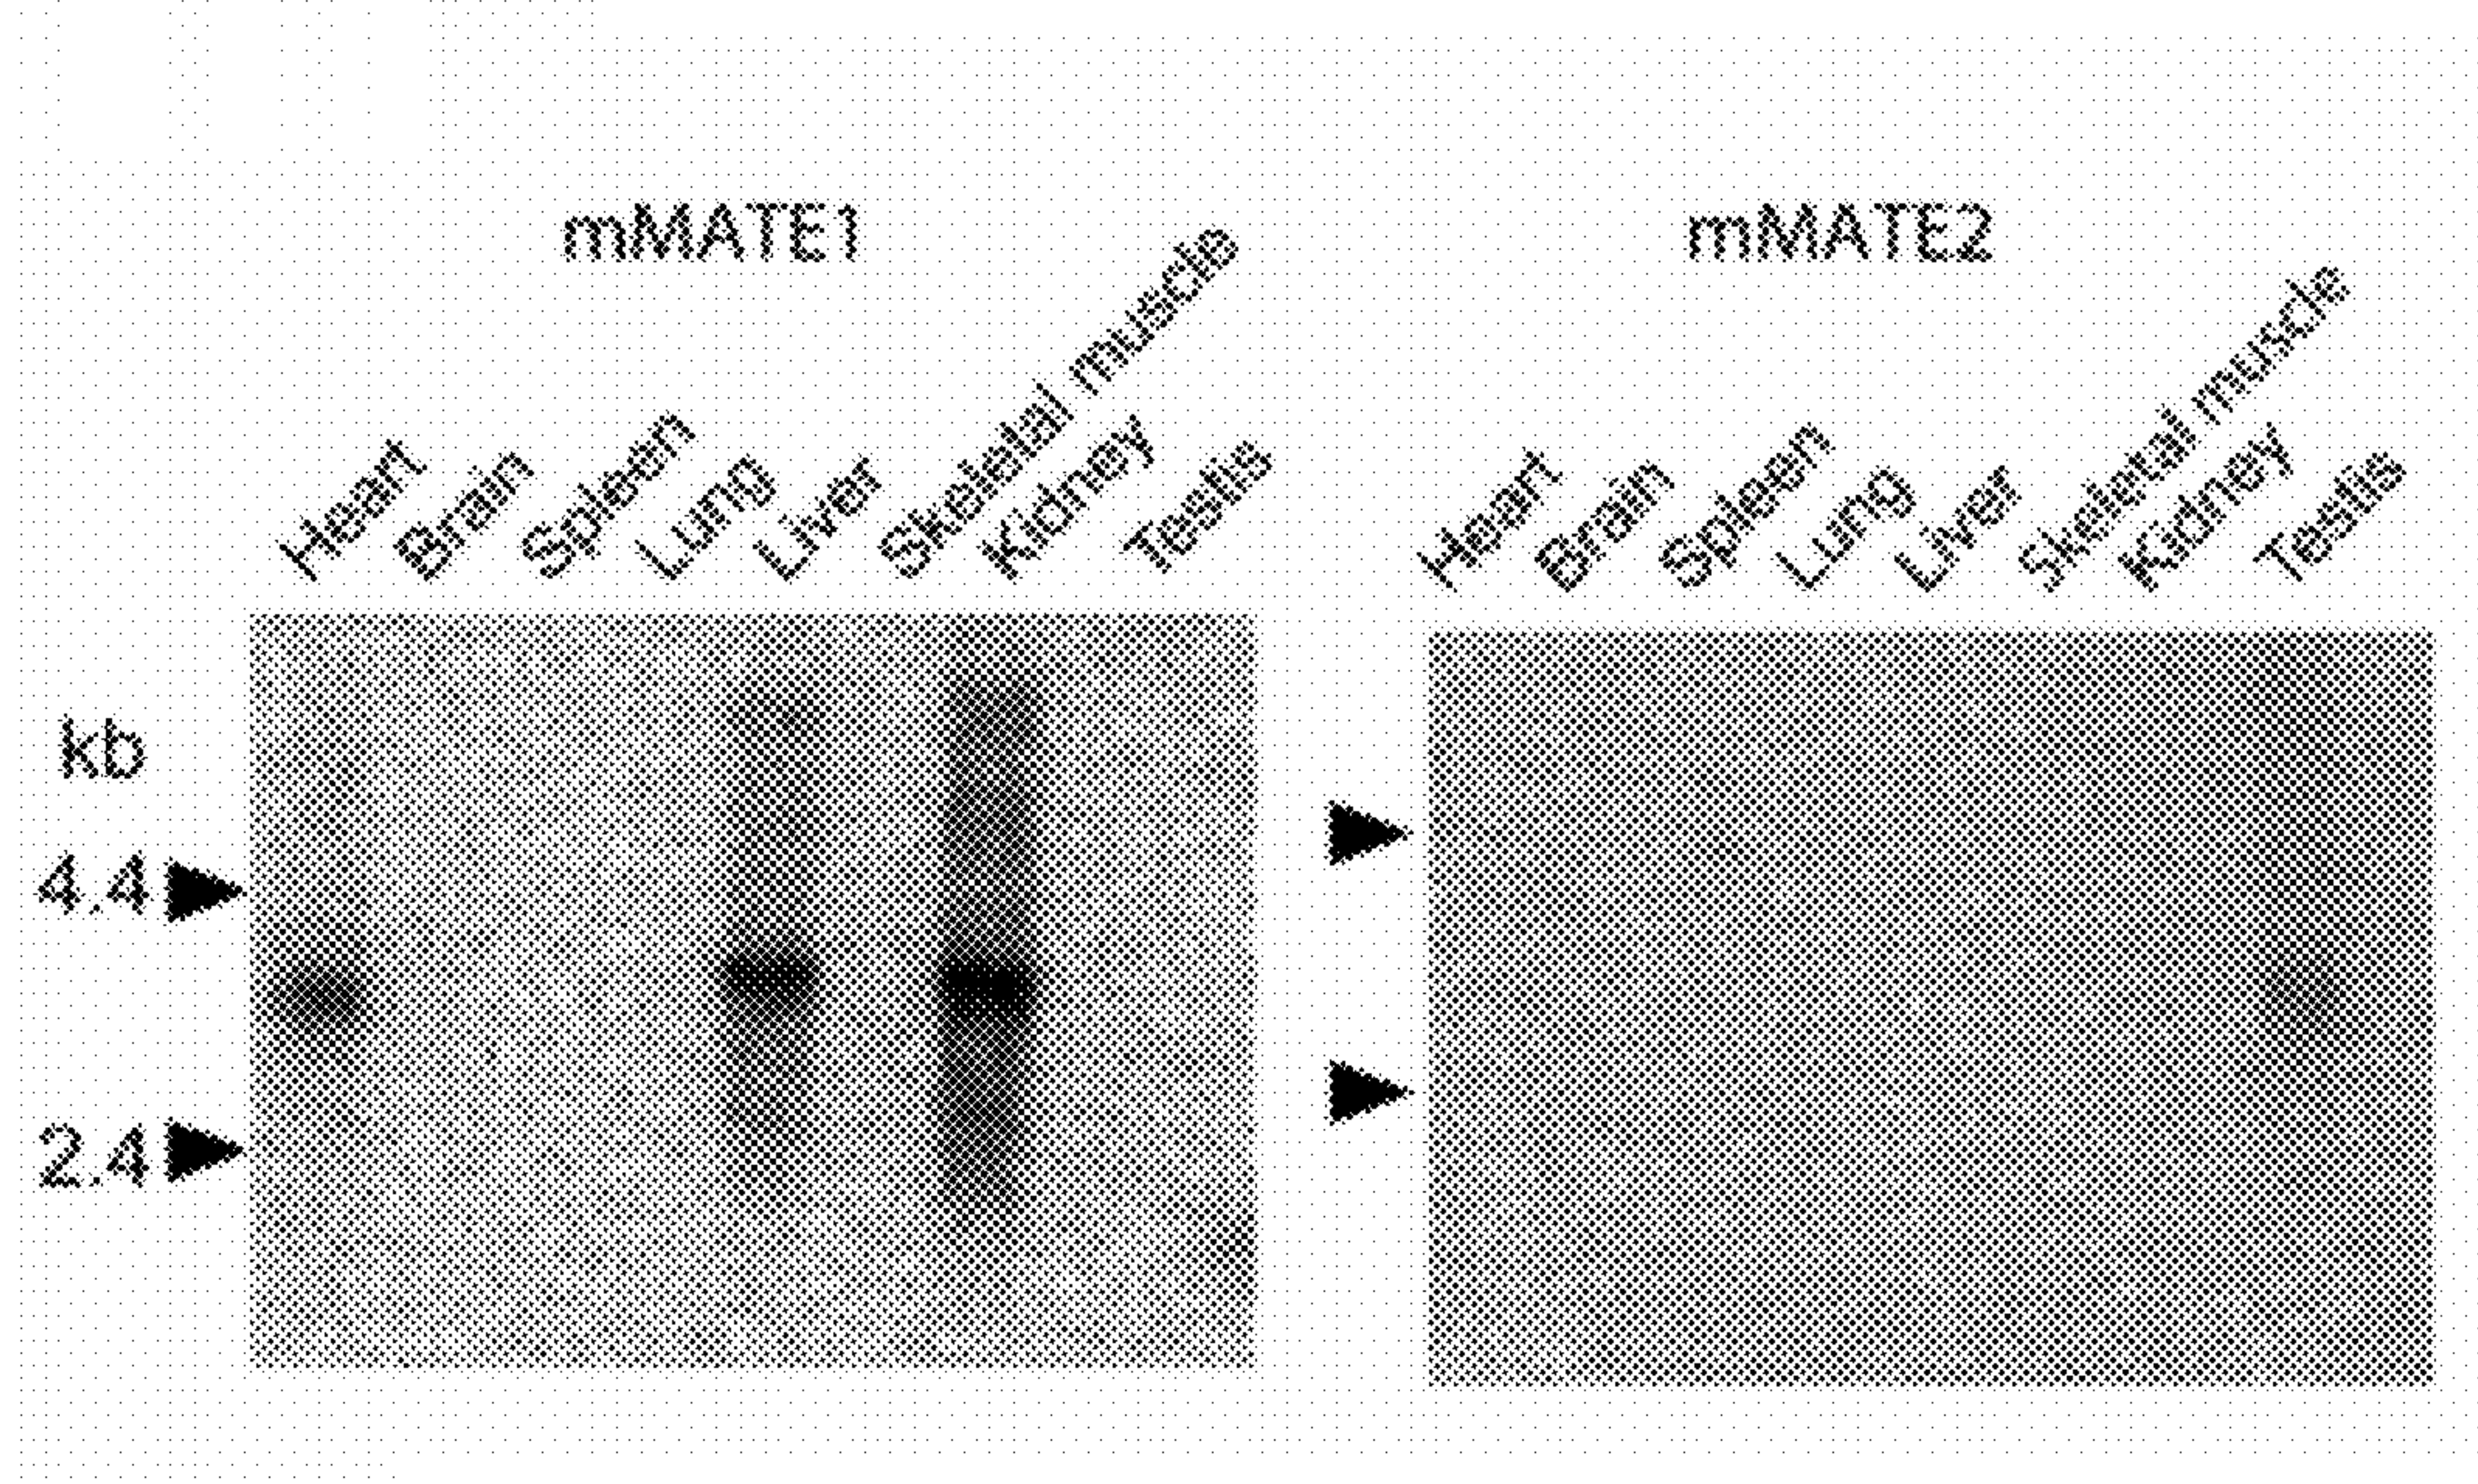 mMATE1
mMATE2
Heart
Brain
Spleen
Lung
Liver
Skeletal muscle
Kidney
Testis
Heart
Brain
Spleen
Lung
Liver
Skeletal muscle
Kidney
Testis
kb
4.4
2.4